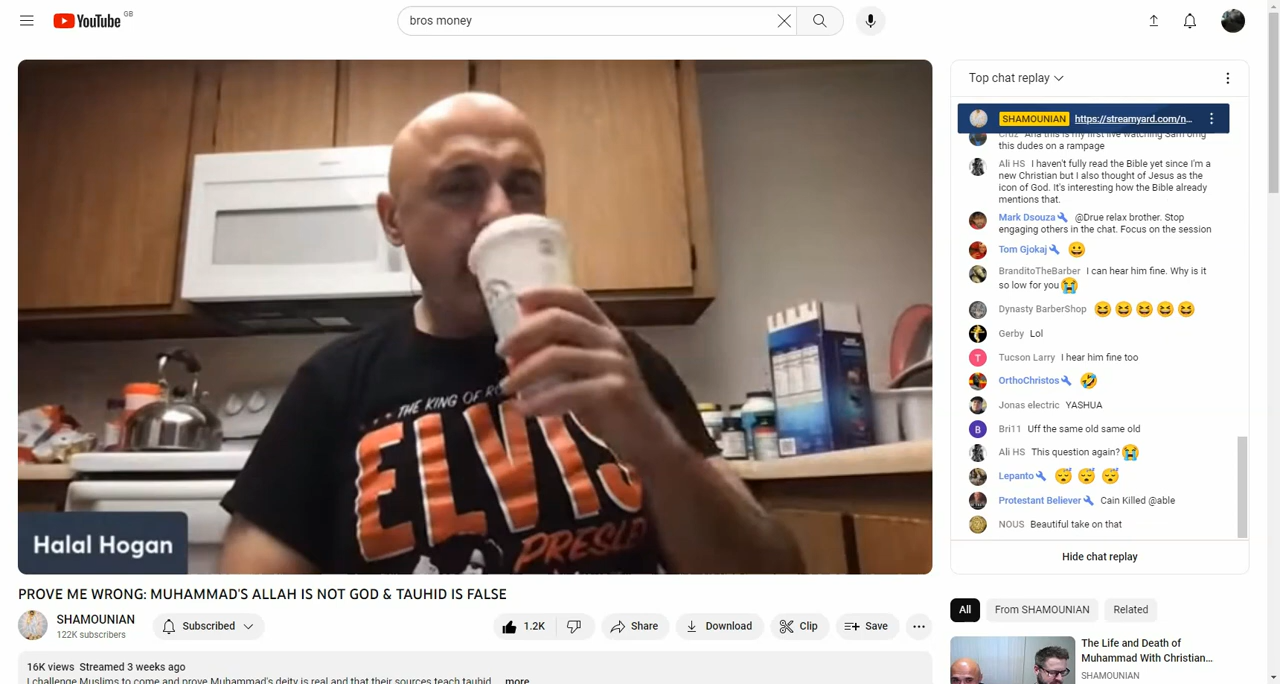 YouTube GB
bros money
THE KING OF RO
ELVIS
PRESLE
Halal Hogan
PROVE ME WRONG: MUHAMMAD'S ALLAH IS NOT GOD & TAUHID IS FALSE
SHAMOUNIAN
122K subscribers
Subscribed
1.2K
Share
Download
Clip
Save
16K views Streamed 3 weeks ago
I challenge Muslims to come and prove Muhammad's deity is real and that their sources teach tauhid. ...more
Top chat replay
SHAMOUNIAN https://streamyard.com/n...
Cruz Aha this is my first live watching Sam omg
this dudes on a rampage
Ali HS I haven't fully read the Bible yet since I'm a
new Christian but I also thought of Jesus as the
icon of God. It's interesting how the Bible already
mentions that.
Mark Dsouza @Drue relax brother. Stop
engaging others in the chat. Focus on the session
Tom Gjokaj 😀
BranditoTheBarber I can hear him fine. Why is it
so low for you😭
Dynasty BarberShop 😆😆😆😆😆
Gerby Lol
T
Tucson Larry I hear him fine too
OrthoChristos 🤣
Jonas electric YASHUA
B
Bri11 Uff the same old same old
Ali HS This question again?😭
Lepanto 😴😴😴
Protestant Believer Cain Killed @able
NOUS Beautiful take on that
Hide chat replay
All
From SHAMOUNIAN
Related
The Life and Death of
Muhammad With Christian...
SHAMOUNIAN